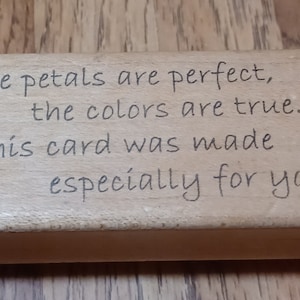 petals are perfect,
the colors are true.
card was made
especially for